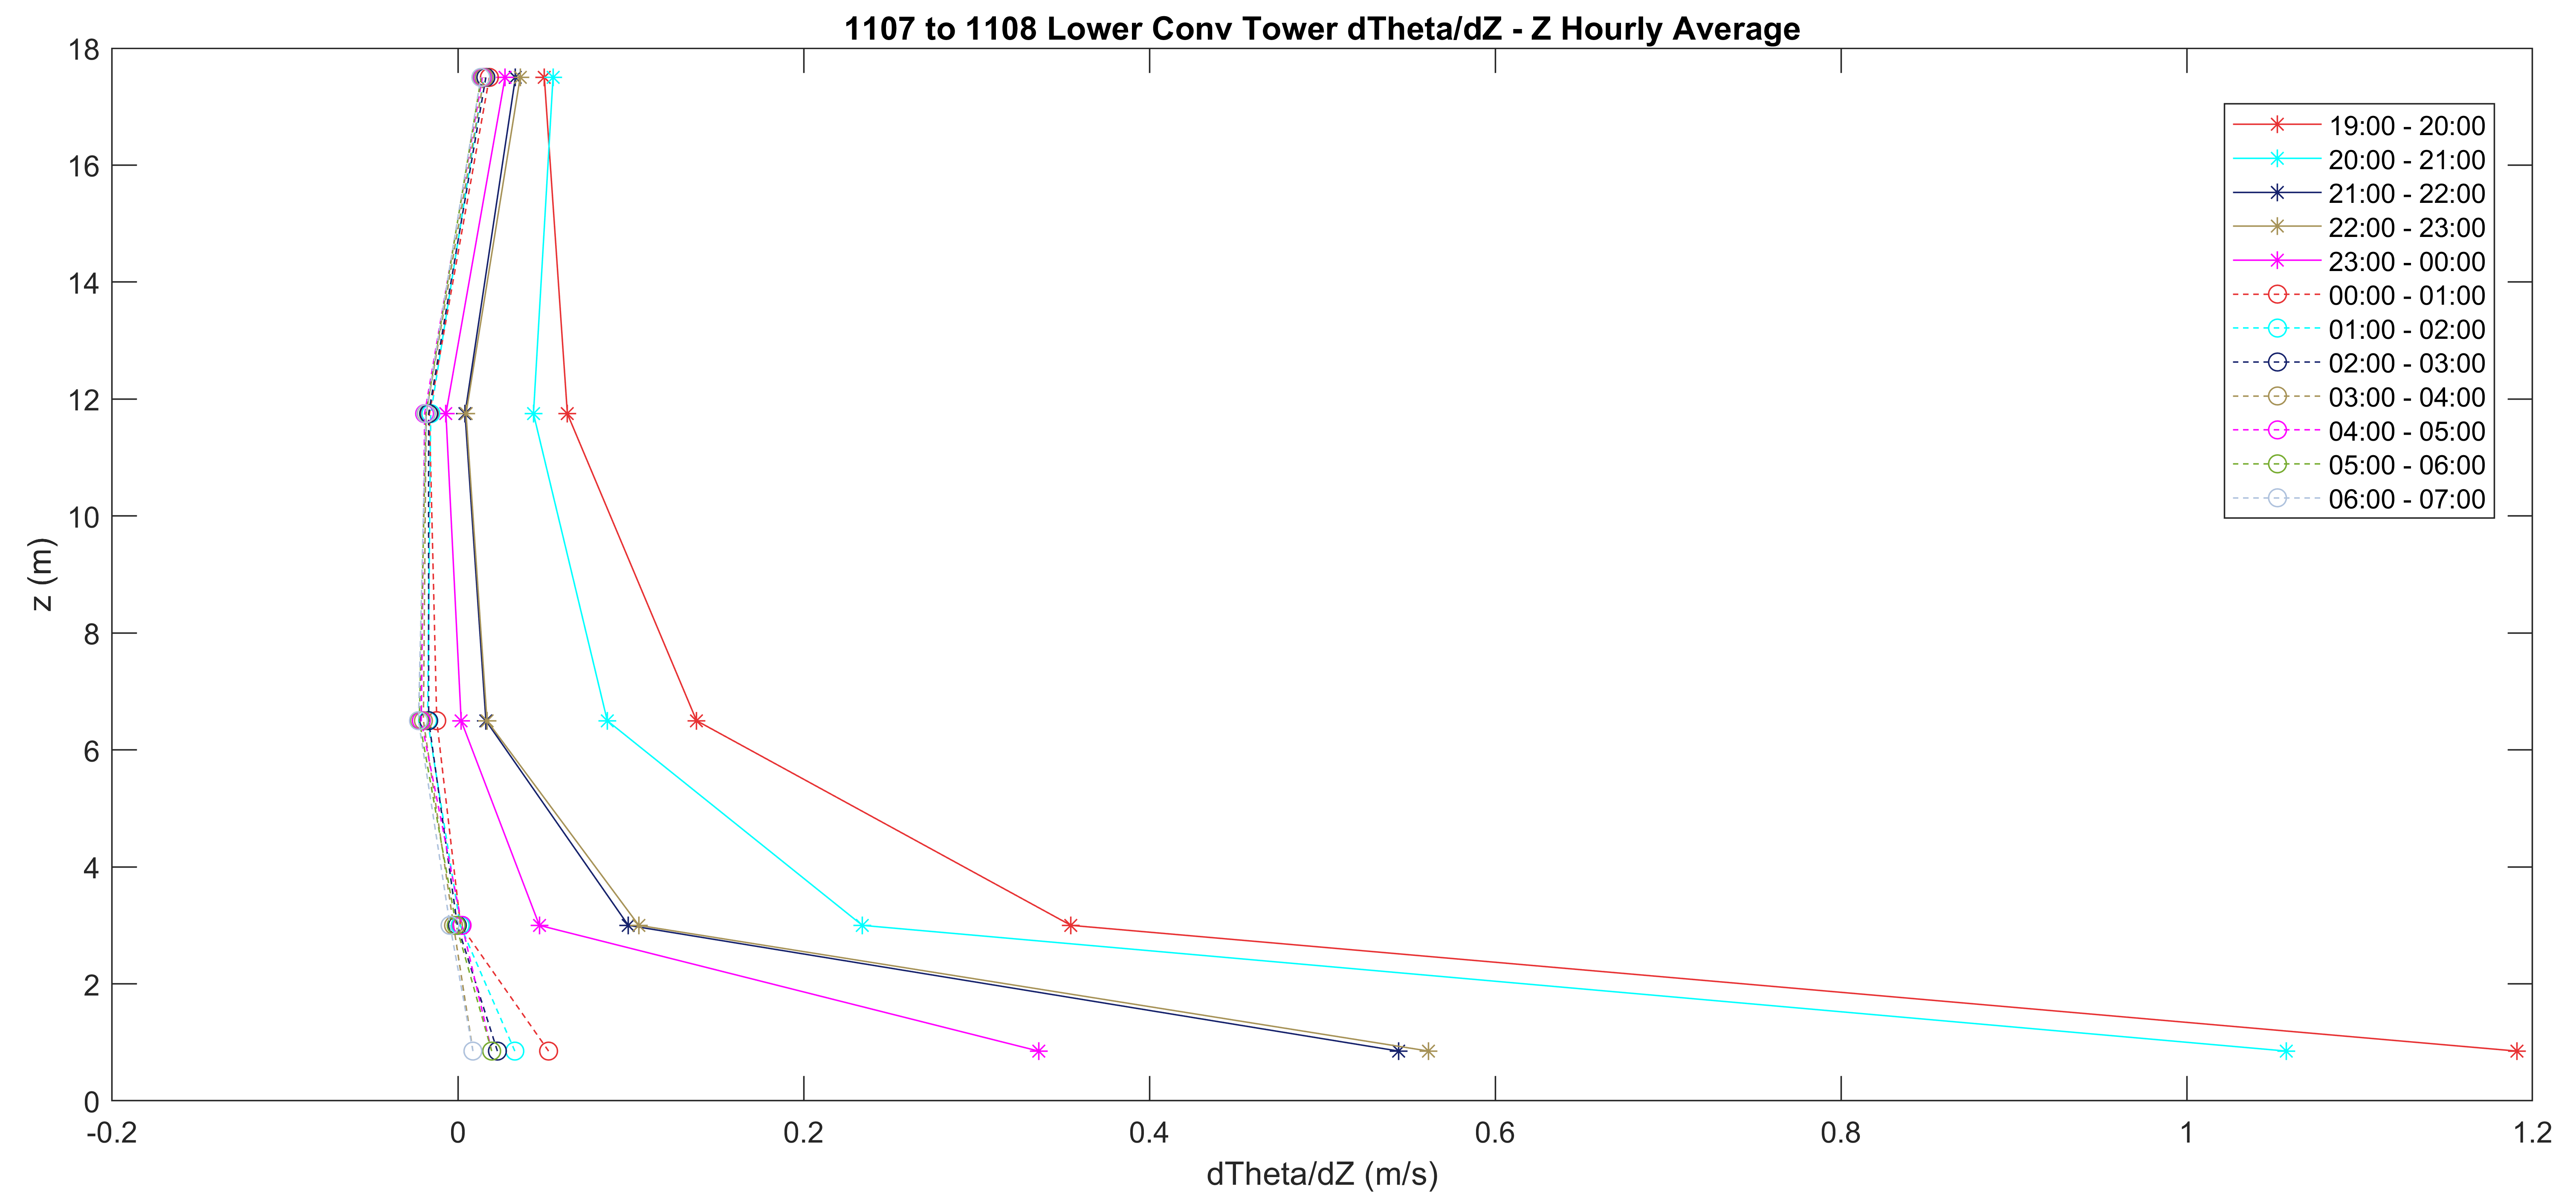 1107 to 1108 Lower Conv Tower dTheta/dZ - Z Hourly Average
18
16
14
12
10
8
6
4
2
0
z (m)
19:00 - 20:00
20:00 - 21:00
21:00 - 22:00
22:00 - 23:00
23:00 - 00:00
00:00 - 01:00
01:00 - 02:00
02:00 - 03:00
03:00 - 04:00
04:00 - 05:00
05:00 - 06:00
06:00 - 07:00
-0.2 0 0.2 0.4 0.6 0.8 1 1.2
dTheta/dZ (m/s)